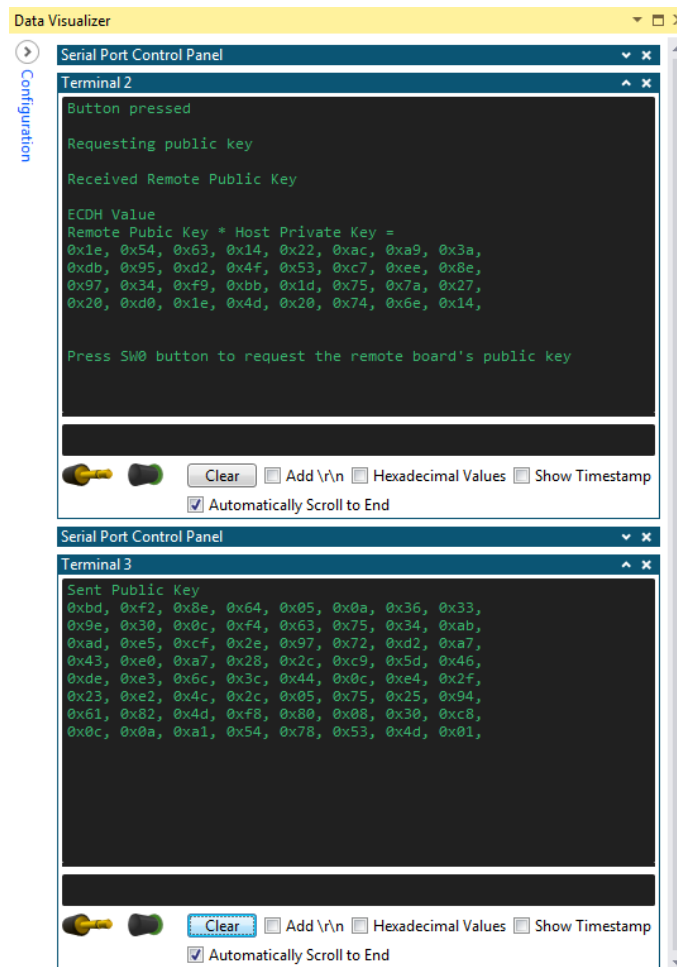 Data Visualizer
Configuration
Serial Port Control Panel
Terminal 2
Button pressed
Requesting public key
Received Remote Public Key
ECDH Value
Remote Pubic Key * Host Private Key =
0x1e, 0x54, 0x63, 0x14, 0x22, 0xac, 0xa9, 0x3a,
0xdb, 0x95, 0xd2, 0x4f, 0x53, 0xc7, 0xee, 0x8e,
0x97, 0x34, 0xf9, 0xbb, 0x1d, 0x75, 0x7a, 0x27,
0x20, 0xd0, 0x1e, 0x4d, 0x20, 0x74, 0x6e, 0x14,
Press SW0 button to request the remote board's public key
Clear Add \r\n Hexadecimal Values Show Timestamp
Automatically Scroll to End
Serial Port Control Panel
Terminal 3
Sent Public Key
0xbd, 0xf2, 0x8e, 0x64, 0x05, 0x0a, 0x36, 0x33,
0x9e, 0x30, 0x0c, 0xf4, 0x63, 0x75, 0x34, 0xab,
0xad, 0xe5, 0xcf, 0x2e, 0x97, 0x72, 0xd2, 0xa7,
0x43, 0xe0, 0xa7, 0x28, 0x2c, 0xc9, 0x5d, 0x46,
0xde, 0xe3, 0x6c, 0x3c, 0x44, 0x0c, 0xe4, 0x2f,
0x23, 0xe2, 0x4c, 0x2c, 0x05, 0x75, 0x25, 0x94,
0x61, 0x82, 0x4d, 0xf8, 0x80, 0x08, 0x30, 0xc8,
0x0c, 0x0a, 0xa1, 0x54, 0x78, 0x53, 0x4d, 0x01,
Clear Add \r\n Hexadecimal Values Show Timestamp
Automatically Scroll to End